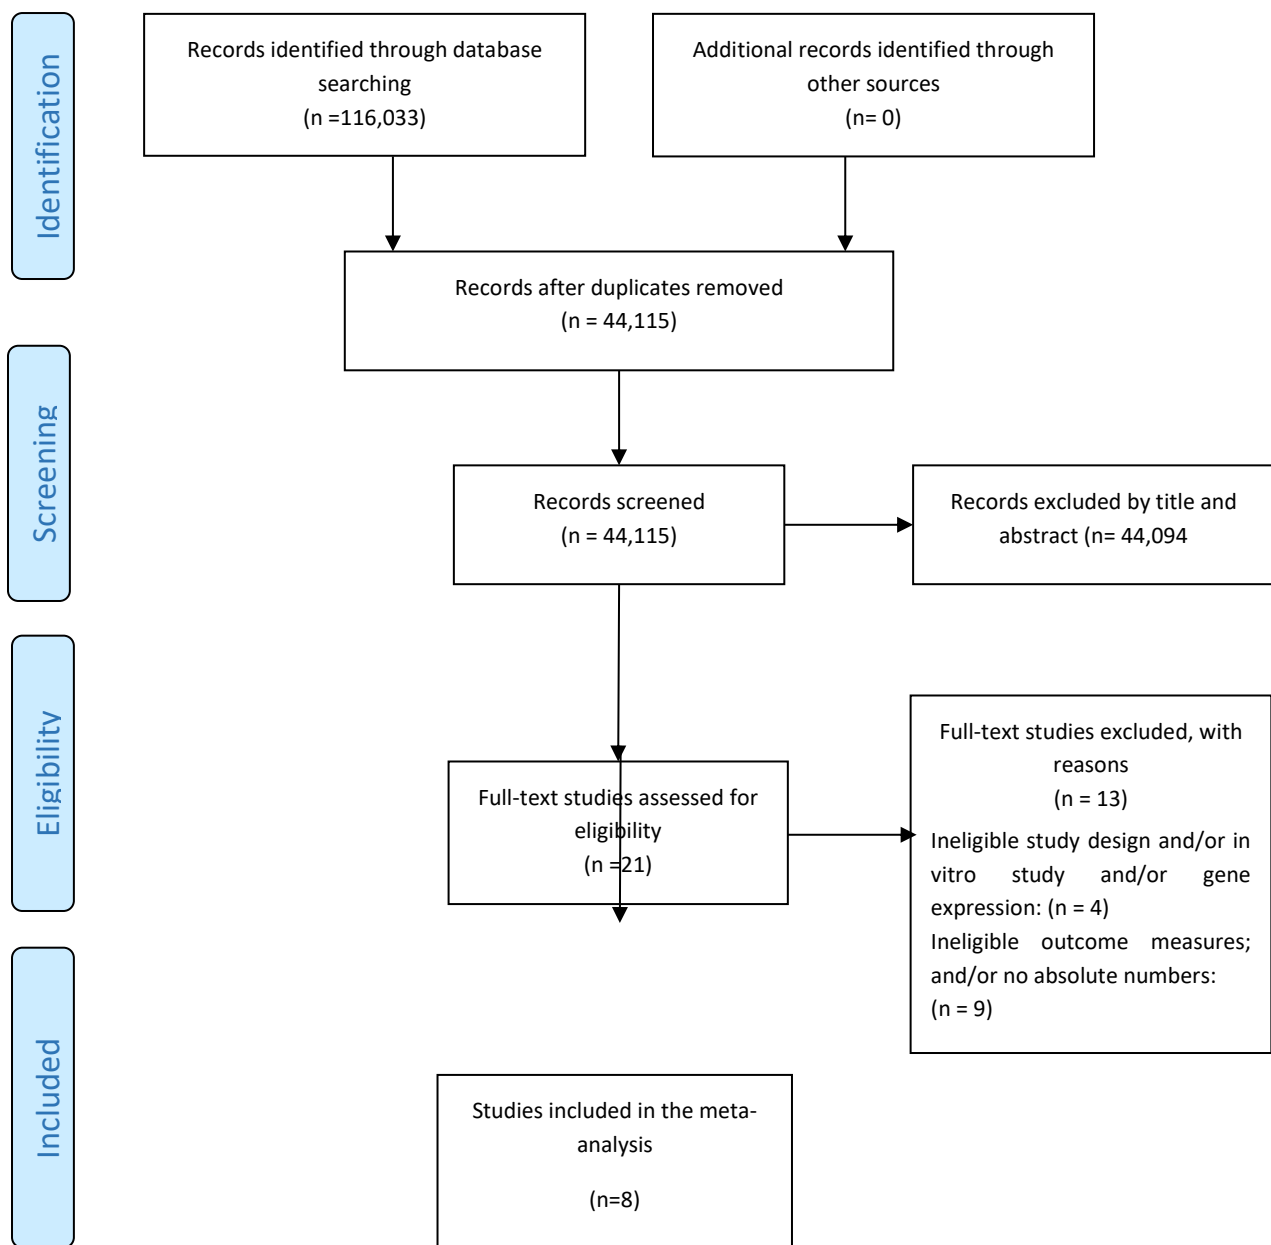 Identification
Records identified through database
searching
(n =116,033)
Additional records identified through
other sources
(n= 0)
Records after duplicates removed
(n = 44,115)
Screening
Records screened
(n = 44,115)
Records excluded by title and
abstract (n= 44,094
Eligibility
Full-text studies assessed for
eligibility
(n =21)
Full-text studies excluded, with
reasons
(n = 13)
Ineligible study design and/or in
vitro study and/or gene
expression: (n = 4)
Ineligible outcome measures;
and/or no absolute numbers:
(n = 9)
Included
Studies included in the meta-
analysis
(n=8)